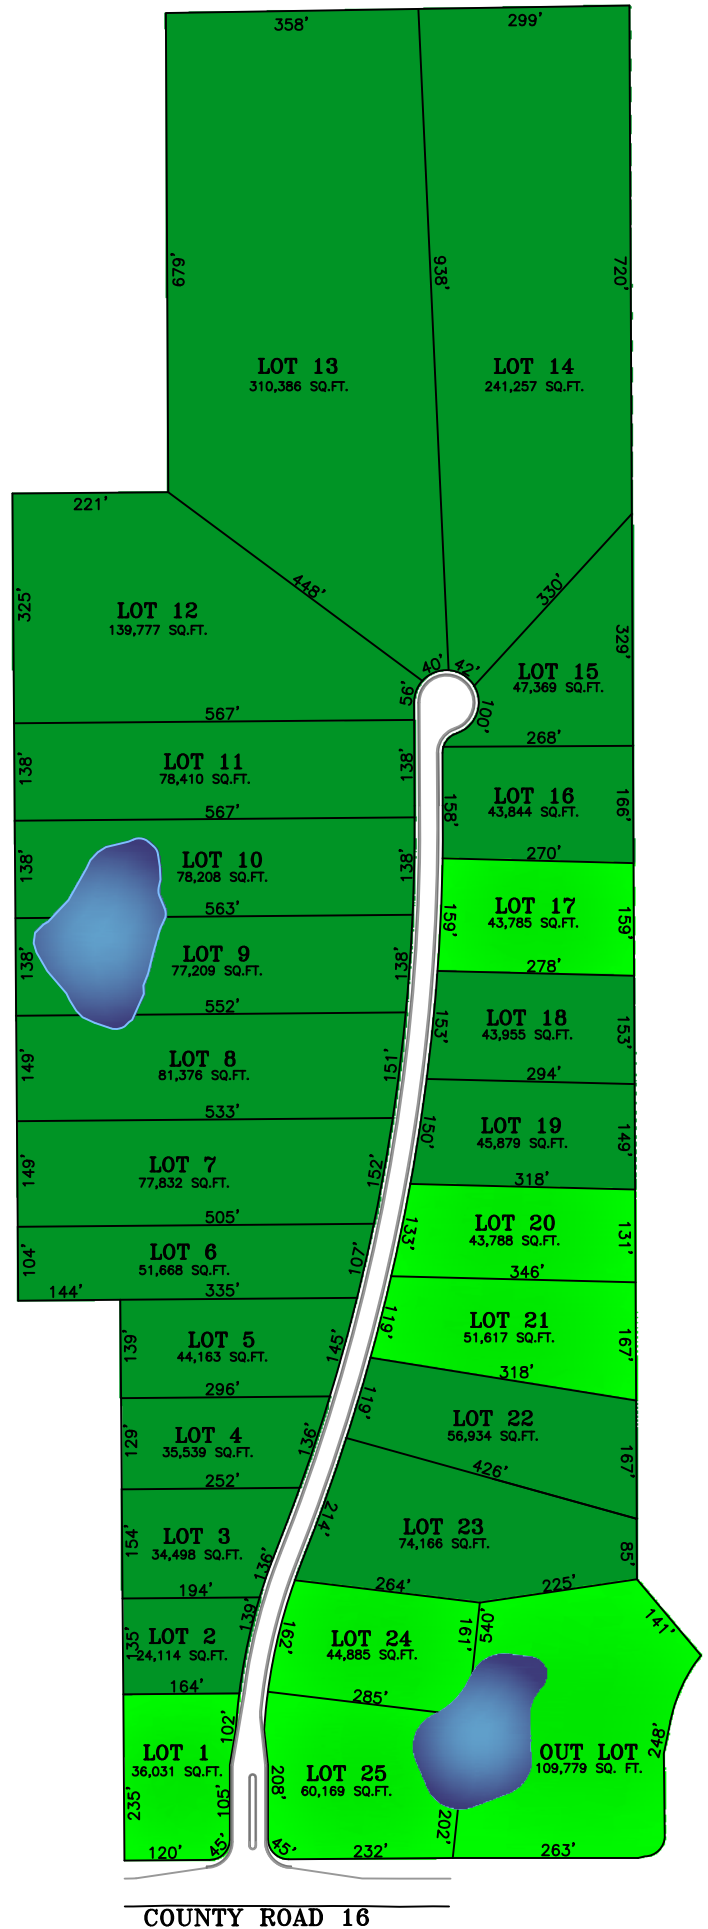 358'
299'
679'
938'
720'
LOT 13
310,386 SQ.FT.
LOT 14
241,257 SQ.FT.
221'
448'
330'
325'
LOT 12
139,777 SQ.FT.
329'
40'
42'
56'
LOT 15
47,369 SQ.FT.
100'
567'
268'
138'
LOT 11
78,410 SQ.FT.
138'
158'
LOT 16
43,844 SQ.FT.
166'
567'
270'
138'
LOT 10
78,208 SQ.FT.
138'
563'
159'
LOT 17
43,785 SQ.FT.
159'
278'
138'
LOT 9
77,209 SQ.FT.
138'
552'
153'
LOT 18
43,955 SQ.FT.
153'
294'
149'
LOT 8
81,376 SQ.FT.
151'
533'
150'
LOT 19
45,879 SQ.FT.
149'
318'
149'
LOT 7
77,832 SQ.FT.
152'
505'
133'
LOT 20
43,788 SQ.FT.
131'
346'
104'
LOT 6
51,668 SQ.FT.
107'
144'
335'
119'
LOT 21
51,617 SQ.FT.
167'
318'
139'
LOT 5
44,163 SQ.FT.
145'
296'
119'
LOT 22
56,934 SQ.FT.
167'
426'
129'
LOT 4
35,539 SQ.FT.
136'
252'
214'
LOT 23
74,166 SQ.FT.
85'
154'
LOT 3
34,498 SQ.FT.
136'
194'
264'
225'
139'
135'
LOT 2
24,114 SQ.FT.
162'
LOT 24
44,885 SQ.FT.
161'
540'
141'
164'
285'
102'
LOT 1
36,031 SQ.FT.
235'
105'
208'
LOT 25
60,169 SQ.FT.
OUT LOT
109,779 SQ. FT.
248'
202'
120'
45'
45'
232'
263'
COUNTY ROAD 16